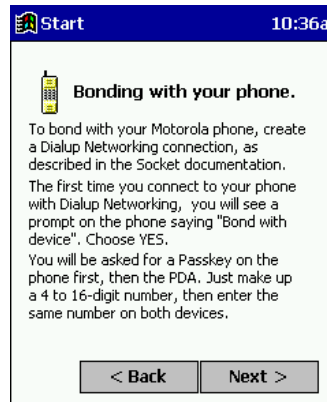 Start 10:36a
Bonding with your phone.
To bond with your Motorola phone, create
a Dialup Networking connection, as
described in the Socket documentation.
The first time you connect to your phone
with Dialup Networking, you will see a
prompt on the phone saying "Bond with
device". Choose YES.
You will be asked for a Passkey on the
phone first, then the PDA. Just make up
a 4 to 16-digit number, then enter the
same number on both devices.
< Back Next >